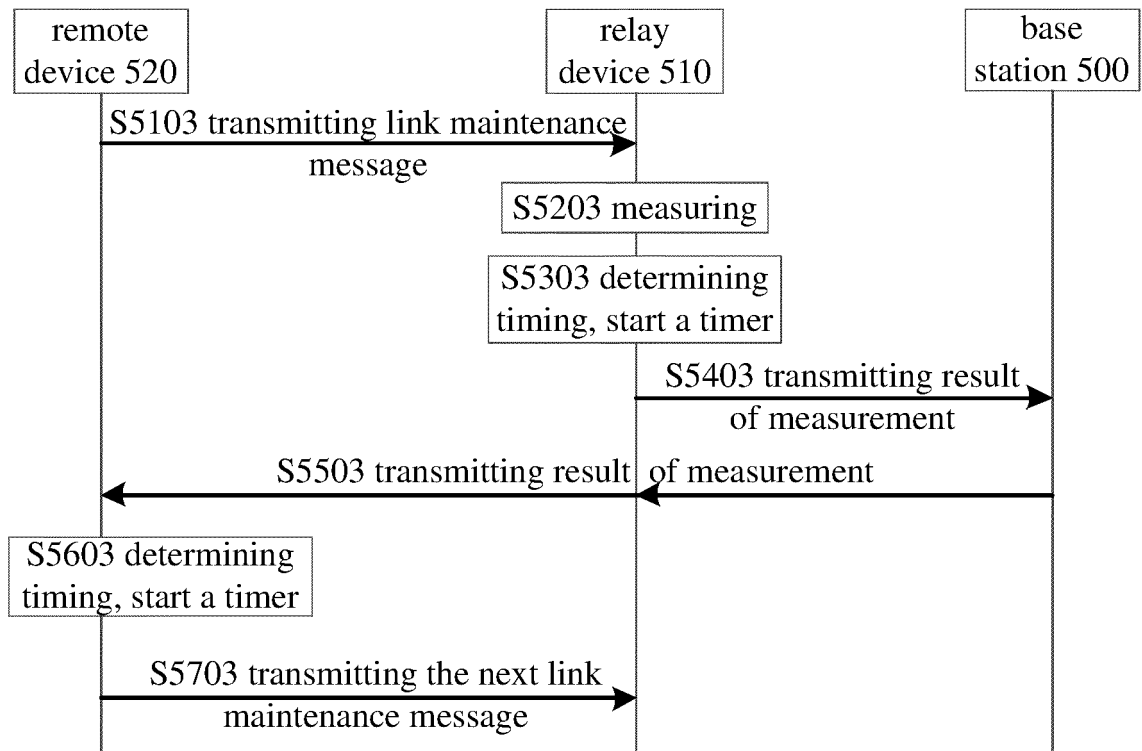 remote
device 520
relay
device 510
base
station 500
S5103 transmitting link maintenance
message
S5203 measuring
S5303 determining
timing, start a timer
S5403 transmitting result
of measurement
S5503 transmitting result of measurement
S5603 determining
timing, start a timer
S5703 transmitting the next link
maintenance message